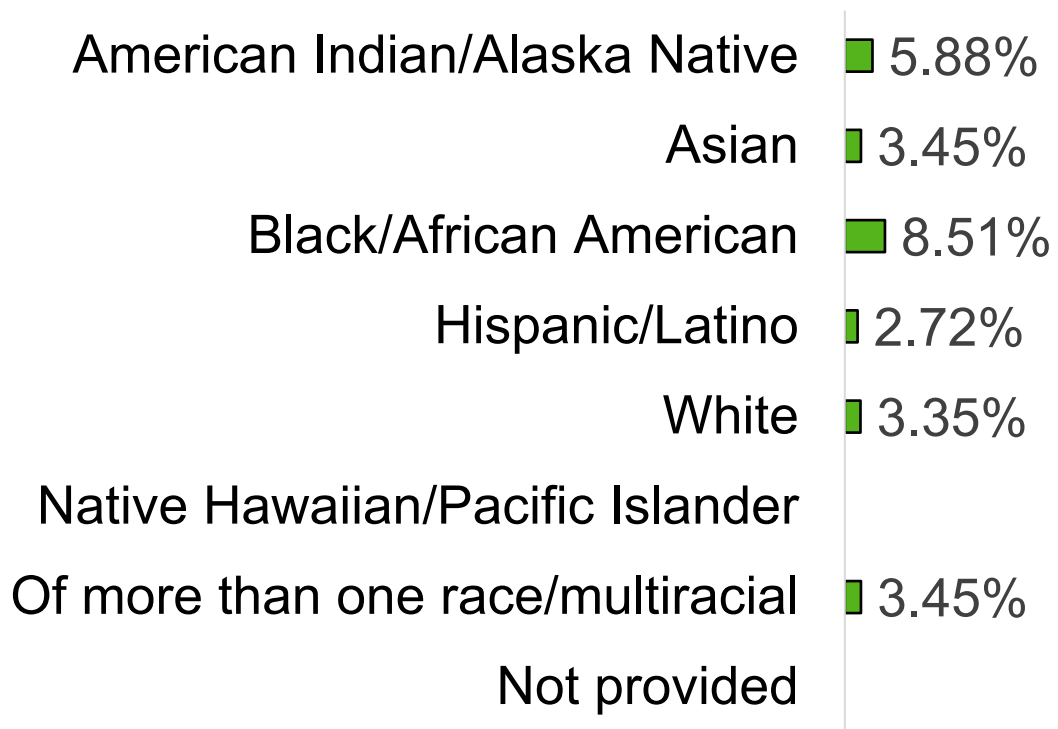 American Indian/Alaska Native 5.88%
Asian 3.45%
Black/African American 8.51%
Hispanic/Latino 2.72%
White 3.35%
Native Hawaiian/Pacific Islander
Of more than one race/multiracial 3.45%
Not provided